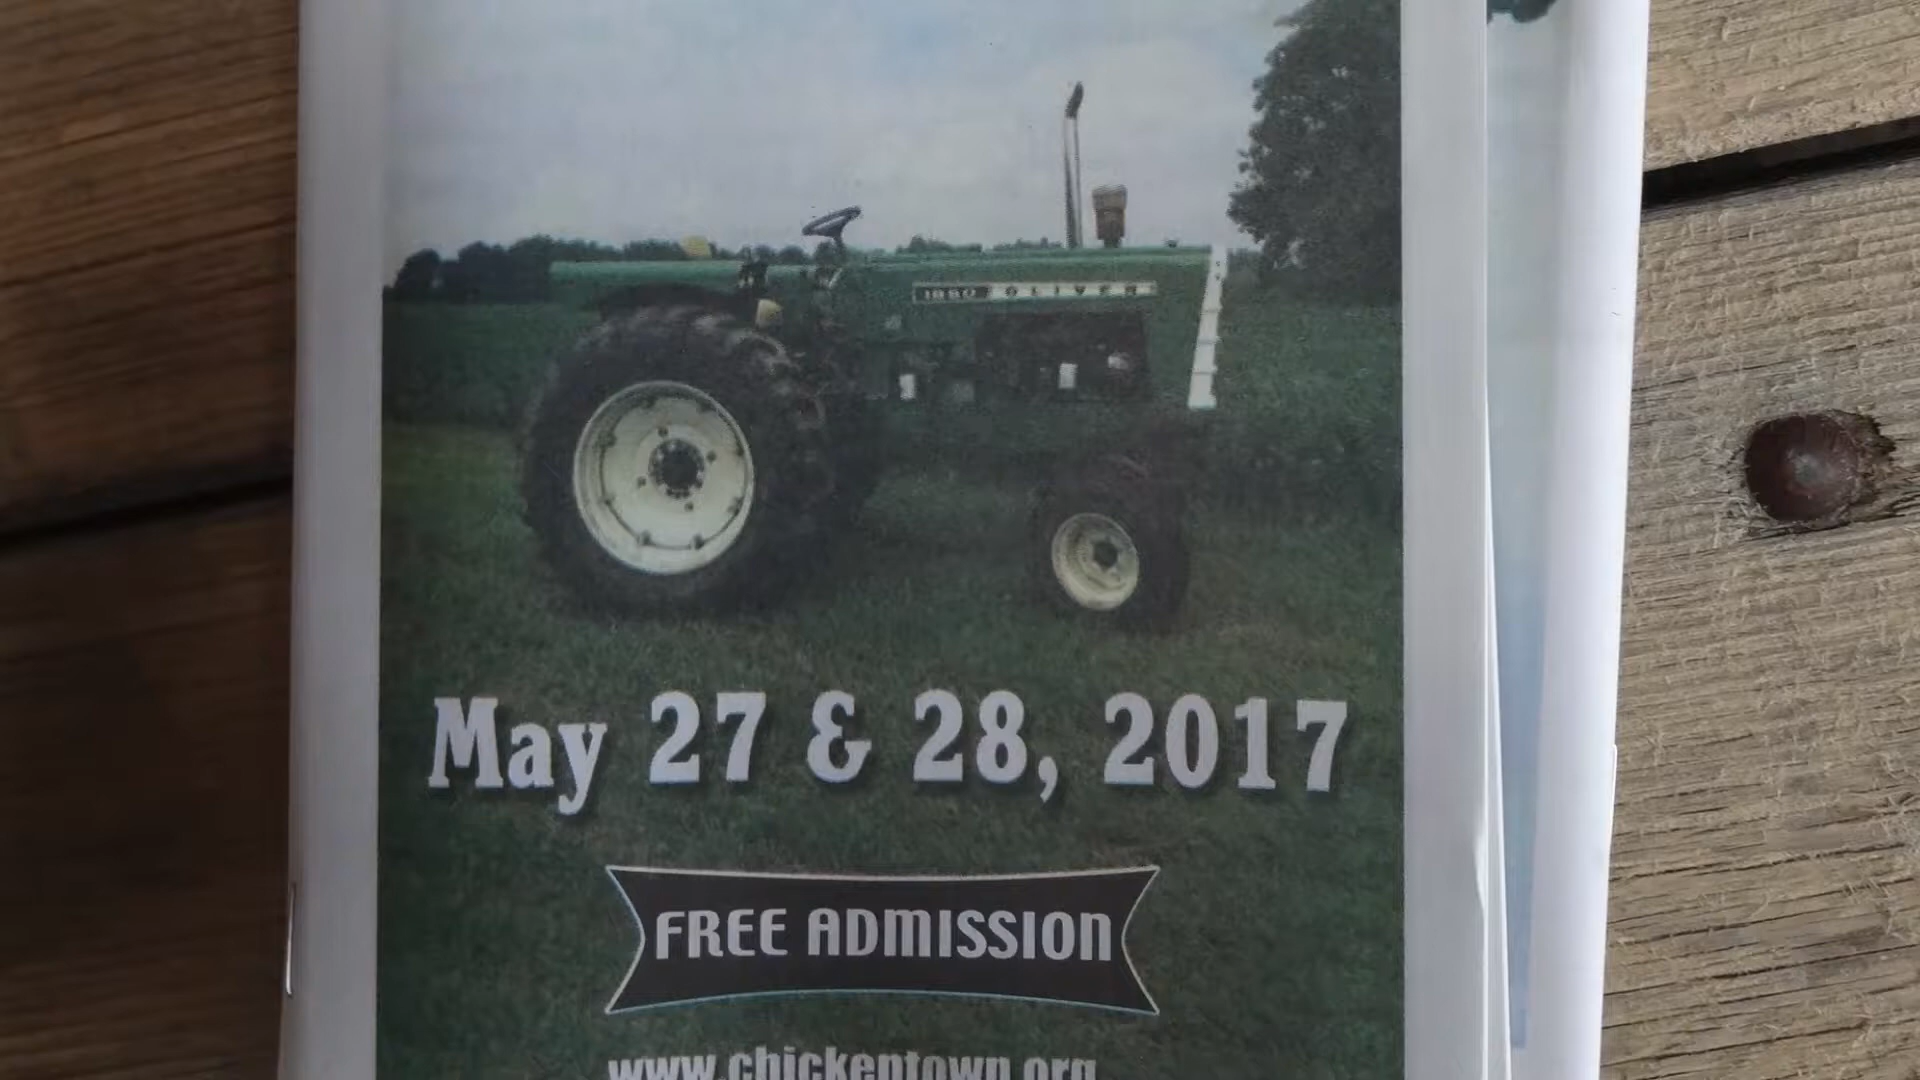 1850 OLIVER
May 27 & 28, 2017
FREE ADMISSION
www.chickentown.org